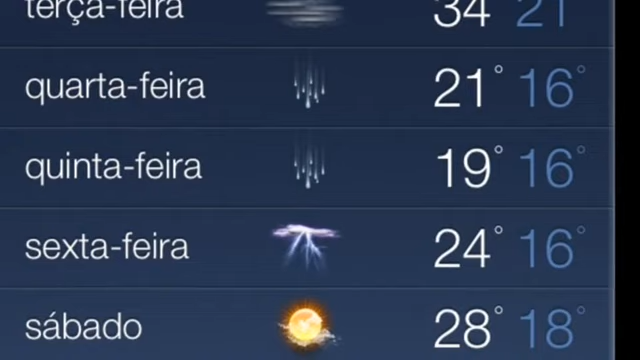 terça-feira 34 21
quarta-feira 21° 16°
quinta-feira 19° 16°
sexta-feira 24° 16°
sábado 28° 18°